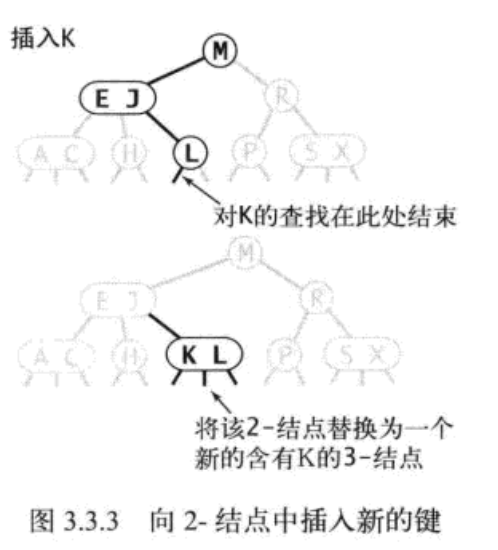 插入K
M
E J
R
A C
H
L
P
S X
对K的查找在此处结束
M
E J
R
A C
H
K L
P
S X
将该2-结点替换为一个
新的含有K的3-结点
图 3.3.3 向 2- 结点中插入新的键